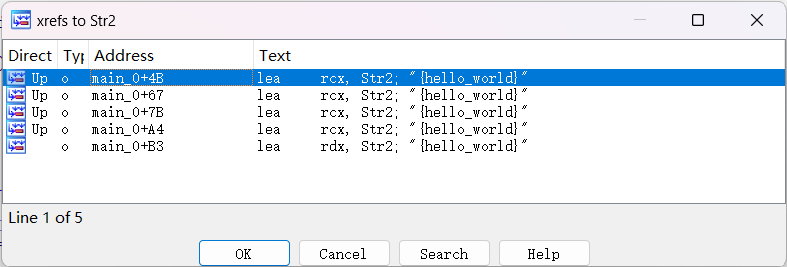 xrefs to Str2
Direct Typ Address Text
Up o main_0+4B lea rcx, Str2; "{hello_world}"
Up o main_0+67 lea rcx, Str2; "{hello_world}"
Up o main_0+7B lea rcx, Str2; "{hello_world}"
Up o main_0+A4 lea rcx, Str2; "{hello_world}"
o main_0+B3 lea rdx, Str2; "{hello_world}"
Line 1 of 5
OK Cancel Search Help